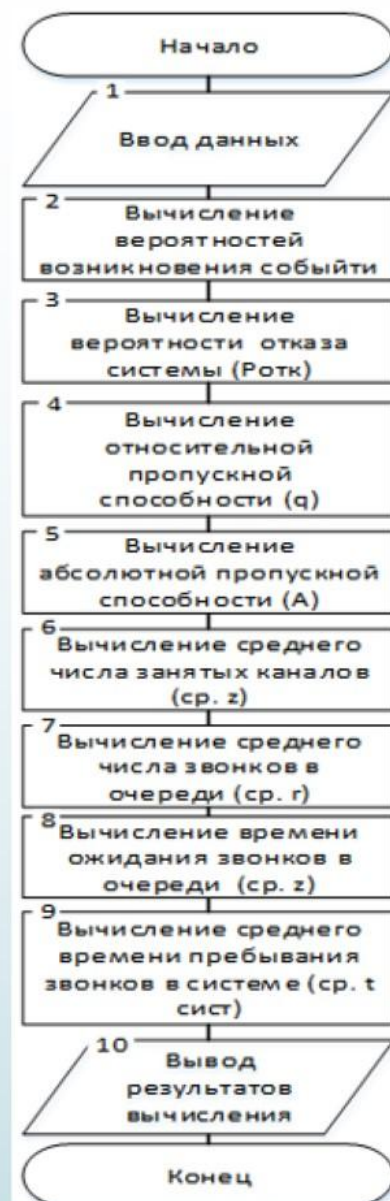 Начало
1
Ввод данных
2
Вычисление
вероятностей
возникновения событйи
3
Вычисление
вероятности отказа
системы (Ротк)
4
Вычисление
относительной
пропускной
способности (q)
5
Вычисление
абсолютной пропускной
способности (А)
6
Вычисление среднего
числа занятых каналов
(ср. z)
7
Вычисление среднего
числа звонков в
очереди (ср. r)
8
Вычисление времени
ожидания звонков в
очереди (ср. z)
9
Вычисление среднего
времени пребывания
звонков в системе (ср. t
сист)
10
Вывод
результатов
вычисления
Конец